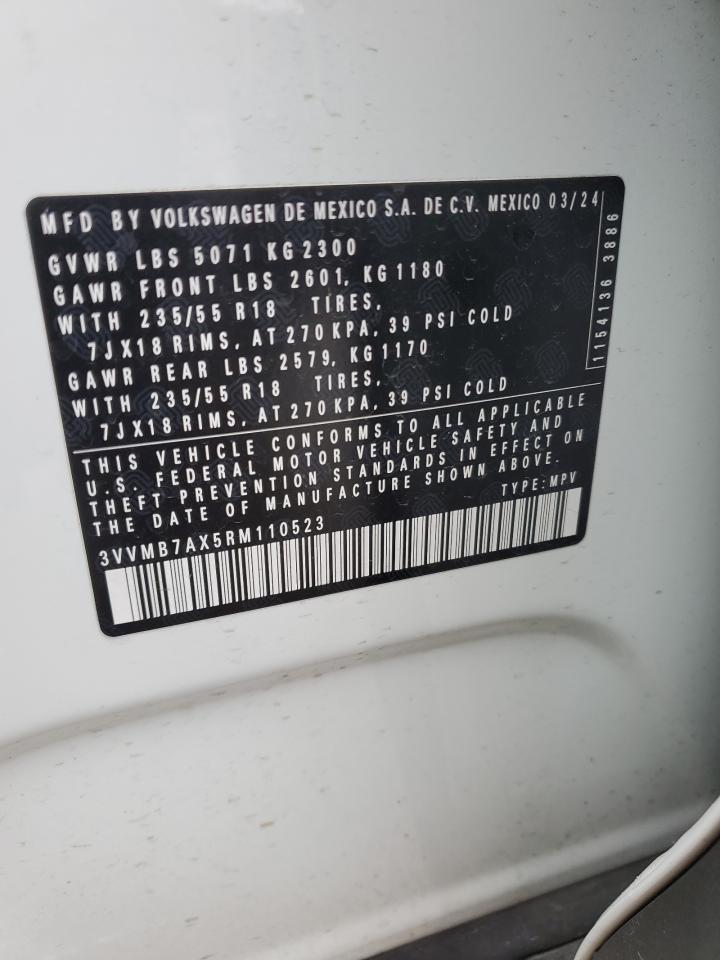 MFD BY VOLKSWAGEN DE MEXICO S.A. DE C.V. MEXICO 03/24
GVWR LBS 5071 KG 2300
GAWR FRONT LBS 2601, KG 1180
WITH 235/55 R18 TIRES,
7JX18 RIMS, AT 270 KPA, 39 PSI COLD
GAWR REAR LBS 2579, KG 1170
WITH 235/55 R18 TIRES,
7JX18 RIMS, AT 270 KPA, 39 PSI COLD
1154136 3886
THIS VEHICLE CONFORMS TO ALL APPLICABLE
U.S. FEDERAL MOTOR VEHICLE SAFETY AND
THEFT PREVENTION STANDARDS IN EFFECT ON
THE DATE OF MANUFACTURE SHOWN ABOVE.
TYPE: MPV
3VVMB7AX5RM110523